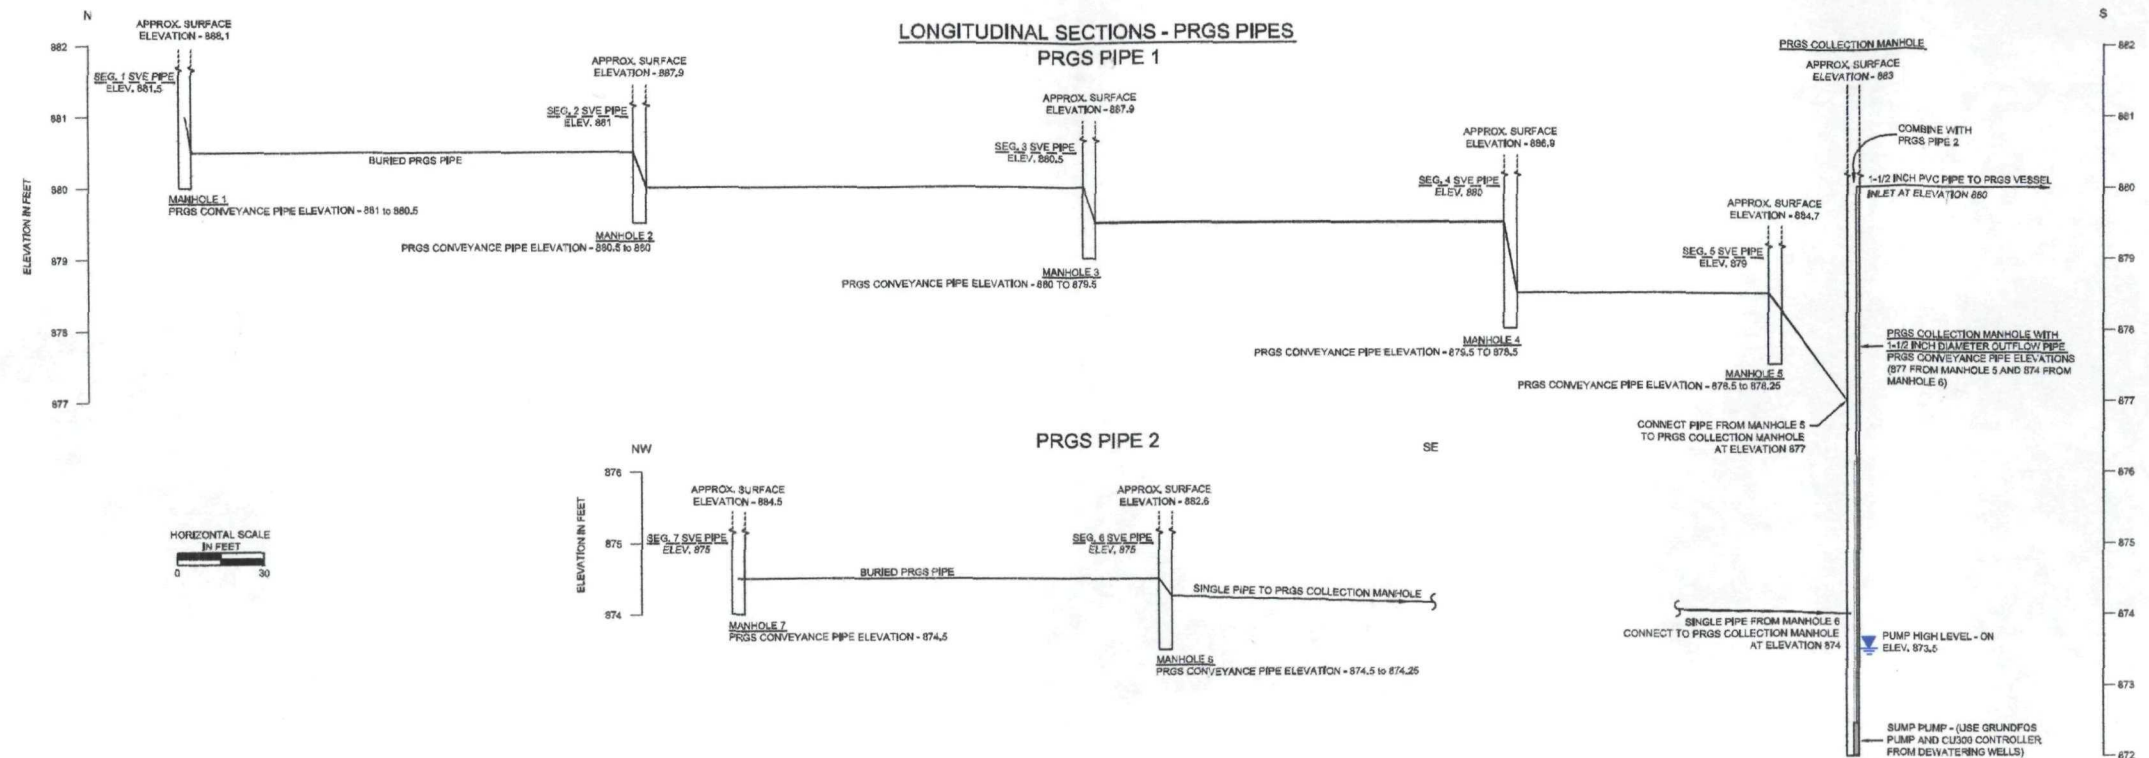 LONGITUDINAL SECTIONS - PRGS PIPES
PRGS PIPE 1
N
S
ELEVATION IN FEET
882
881
880
879
878
877
APPROX. SURFACE
ELEVATION - 888.1
SEG. 1 SVE PIPE
ELEV. 881.5
BURIED PRGS PIPE
MANHOLE 1
PRGS CONVEYANCE PIPE ELEVATION - 881 to 880.5
APPROX. SURFACE
ELEVATION - 887.9
SEG. 2 SVE PIPE
ELEV. 881
MANHOLE 2
PRGS CONVEYANCE PIPE ELEVATION - 880.5 to 880
APPROX. SURFACE
ELEVATION - 887.9
SEG. 3 SVE PIPE
ELEV. 880.5
MANHOLE 3
PRGS CONVEYANCE PIPE ELEVATION - 880 TO 879.5
APPROX. SURFACE
ELEVATION - 886.9
SEG. 4 SVE PIPE
ELEV. 880
MANHOLE 4
PRGS CONVEYANCE PIPE ELEVATION - 879.5 TO 878.5
APPROX. SURFACE
ELEVATION - 884.7
SEG. 5 SVE PIPE
ELEV. 879
MANHOLE 5
PRGS CONVEYANCE PIPE ELEVATION - 878.5 to 878.25
PRGS COLLECTION MANHOLE
APPROX. SURFACE
ELEVATION - 883
COMBINE WITH
PRGS PIPE 2
1-1/2 INCH PVC PIPE TO PRGS VESSEL
INLET AT ELEVATION 880
PRGS COLLECTION MANHOLE WITH
1-1/2 INCH DIAMETER OUTFLOW PIPE
PRGS CONVEYANCE PIPE ELEVATIONS
(877 FROM MANHOLE 5 AND 874 FROM
MANHOLE 6)
CONNECT PIPE FROM MANHOLE 5
TO PRGS COLLECTION MANHOLE
AT ELEVATION 877
882
881
880
879
878
877
876
875
874
873
872
PRGS PIPE 2
NW
SE
ELEVATION IN FEET
876
875
874
APPROX. SURFACE
ELEVATION - 884.5
SEG. 7 SVE PIPE
ELEV. 875
BURIED PRGS PIPE
MANHOLE 7
PRGS CONVEYANCE PIPE ELEVATION - 874.5
APPROX. SURFACE
ELEVATION - 882.6
SEG. 6 SVE PIPE
ELEV. 875
SINGLE PIPE TO PRGS COLLECTION MANHOLE
MANHOLE 6
PRGS CONVEYANCE PIPE ELEVATION - 874.5 to 874.25
SINGLE PIPE FROM MANHOLE 6
CONNECT TO PRGS COLLECTION MANHOLE
AT ELEVATION 874
PUMP HIGH LEVEL - ON
ELEV. 873.5
SUMP PUMP - (USE GRUNDFOS
PUMP AND CU300 CONTROLLER
FROM DEWATERING WELLS)
HORIZONTAL SCALE
IN FEET
0
30